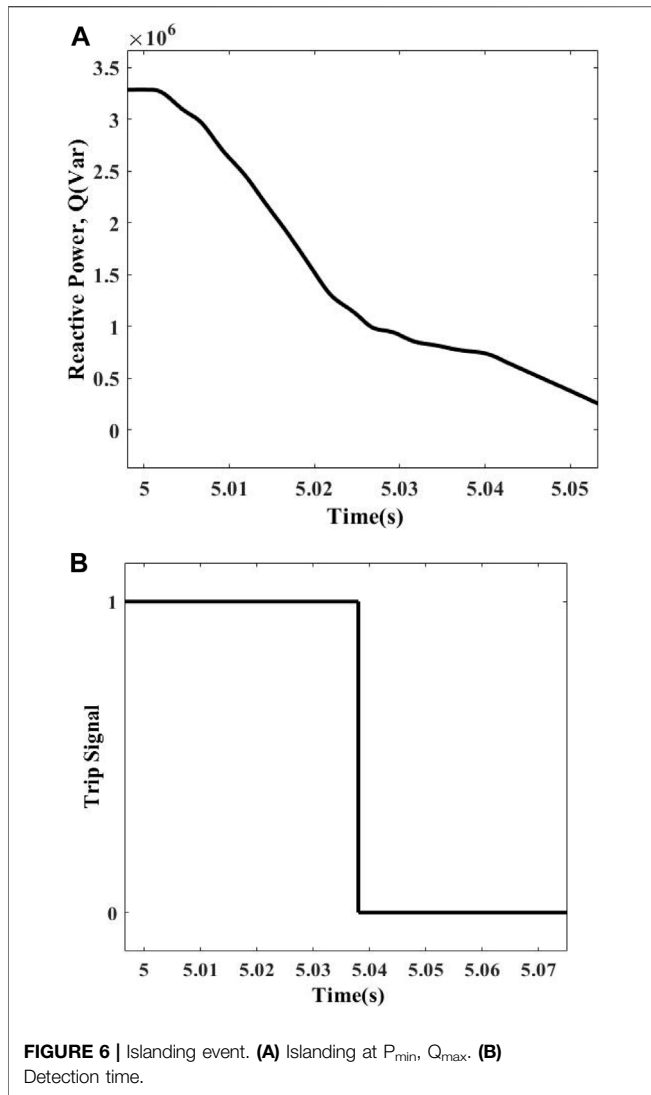 A
×10⁶
3.5
3
2.5
2
1.5
1
0.5
0
Reactive Power, Q(Var)
5 5.01 5.02 5.03 5.04 5.05
Time(s)
B
1
Trip Signal
0
5 5.01 5.02 5.03 5.04 5.05 5.06 5.07
Time(s)
FIGURE 6 | Islanding event. (A) Islanding at Pmin, Qmax. (B)
Detection time.